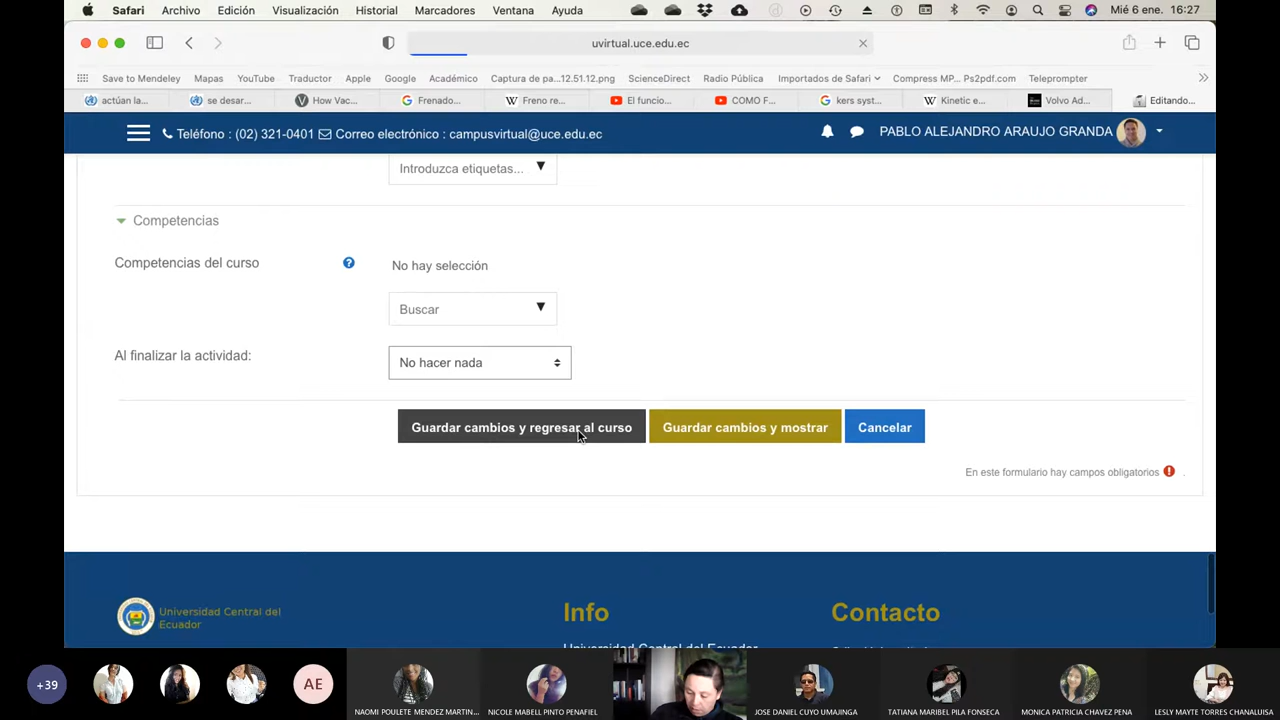 Safari Archivo Edición Visualización Historial Marcadores Ventana Ayuda Mié 6 ene. 16:27
uvirtual.uce.edu.ec
Save to Mendeley Mapas YouTube Traductor Apple Google Académico Captura de pa...12.51.12.png ScienceDirect Radio Pública Importados de Safari Compress MP... Ps2pdf.com Teleprompter
actúan la... se desar... How Vac... Frenado... Freno re... El funcio... COMO F... kers syst... Kinetic e... Volvo Ad... Editando...
Teléfono : (02) 321-0401 Correo electrónico : campusvirtual@uce.edu.ec PABLO ALEJANDRO ARAUJO GRANDA
Introduzca etiquetas...
Competencias
Competencias del curso No hay selección
Buscar
Al finalizar la actividad: No hacer nada
Guardar cambios y regresar al curso Guardar cambios y mostrar Cancelar
En este formulario hay campos obligatorios .
Universidad Central del
Ecuador
Info Contacto
Universidad Central del Ecuador
+39 AE
NAOMI POULETE MENDEZ MARTIN... NICOLE MABELL PINTO PENAFIEL JOSE DANIEL CUYO UMAJINGA TATIANA MARIBEL PILA FONSECA MONICA PATRICIA CHAVEZ PENA LESLY MAYTE TORRES CHANALUISA